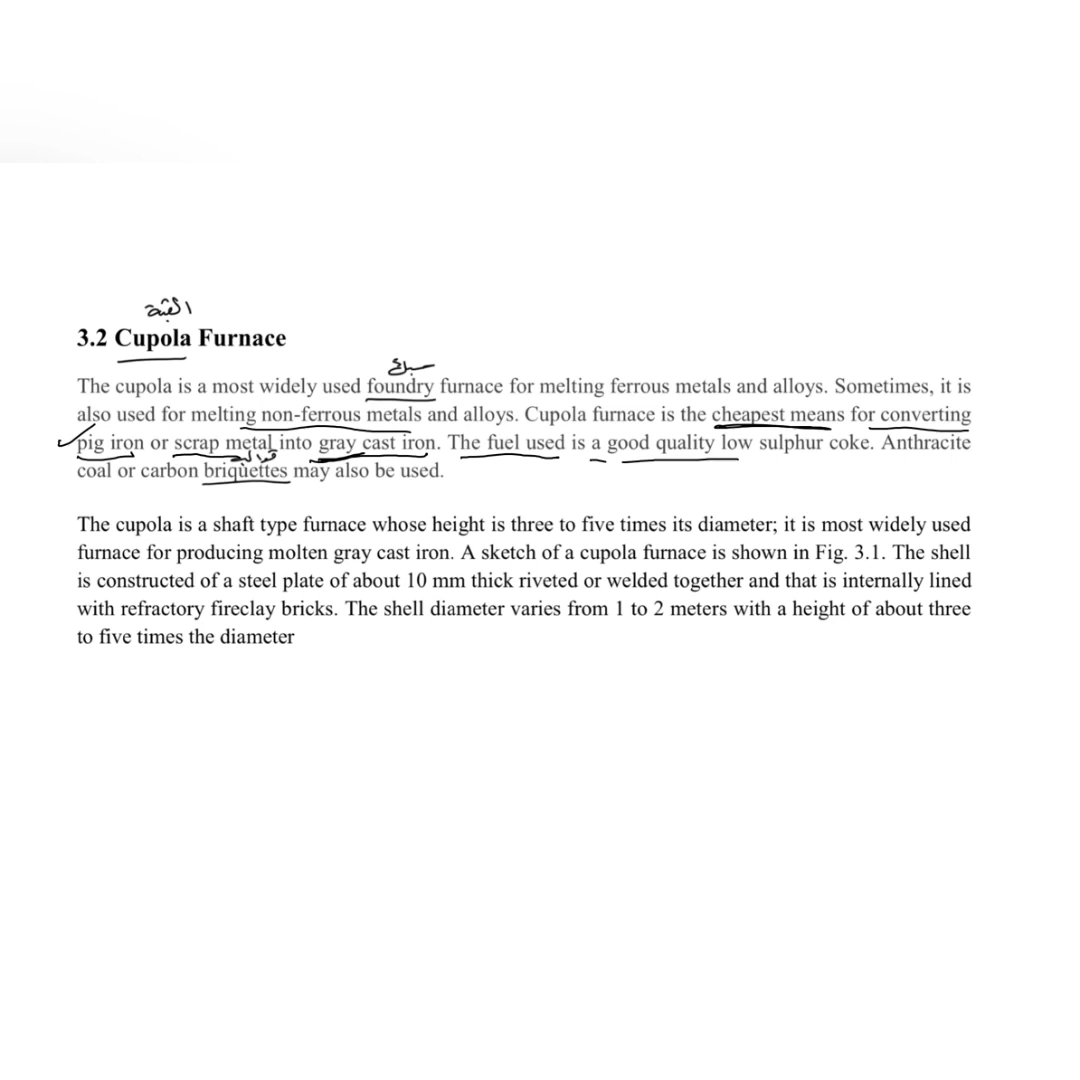 القبة
3.2 Cupola Furnace
The cupola is a most widely used foundry furnace for melting ferrous metals and alloys. Sometimes, it is
also used for melting non-ferrous metals and alloys. Cupola furnace is the cheapest means for converting
pig iron or scrap metal into gray cast iron. The fuel used is a good quality low sulphur coke. Anthracite
coal or carbon briquettes may also be used.
The cupola is a shaft type furnace whose height is three to five times its diameter; it is most widely used
furnace for producing molten gray cast iron. A sketch of a cupola furnace is shown in Fig. 3.1. The shell
is constructed of a steel plate of about 10 mm thick riveted or welded together and that is internally lined
with refractory fireclay bricks. The shell diameter varies from 1 to 2 meters with a height of about three
to five times the diameter